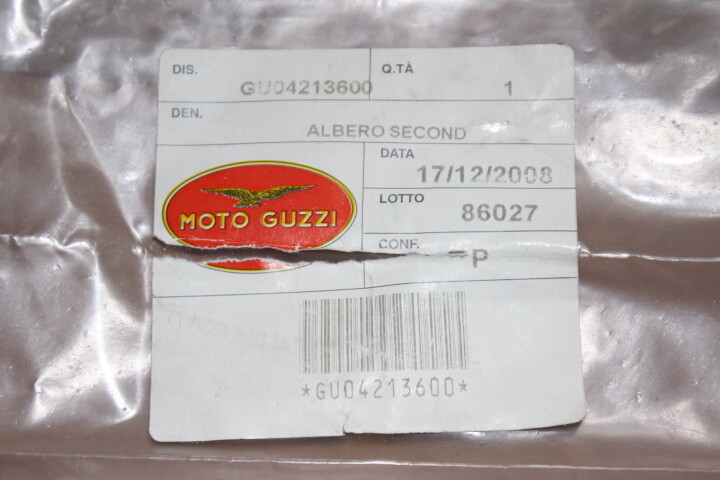 DIS. GU04213600 Q.TÀ 1
DEN. ALBERO SECOND
MOTO GUZZI
DATA 17/12/2008
LOTTO 86027
CONF. P
*GU04213600*